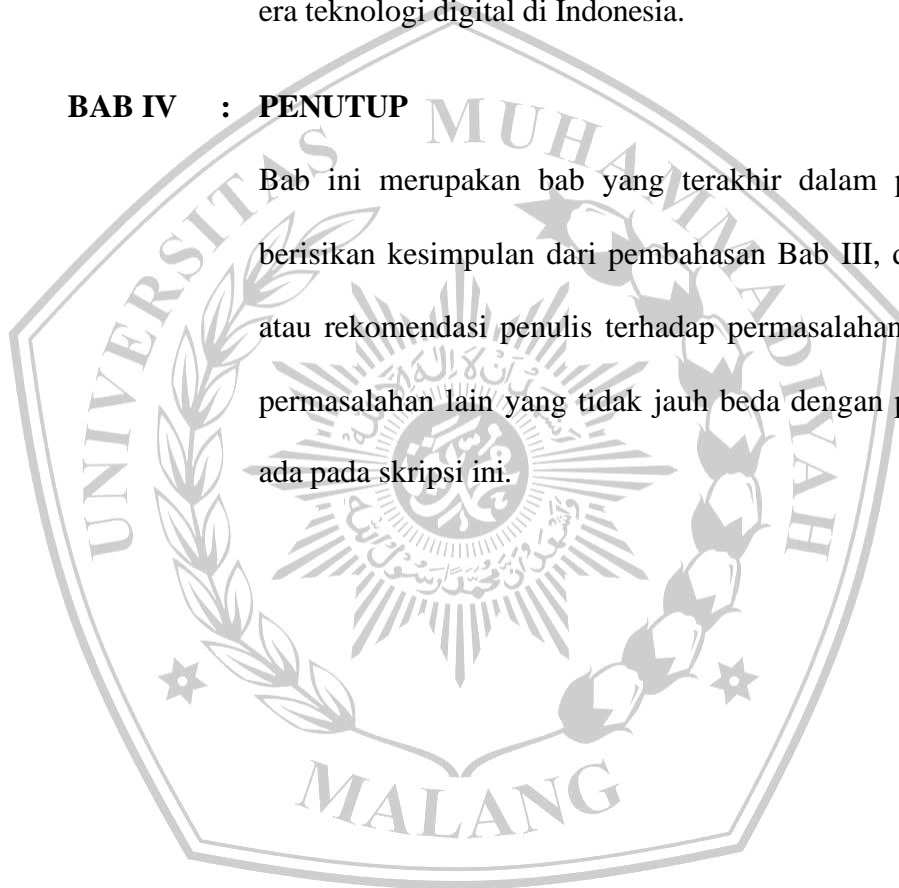 era teknologi digital di Indonesia.
BAB IV : PENUTUP
Bab ini merupakan bab yang terakhir dalam
berisikan kesimpulan dari pembahasan Bab III,
atau rekomendasi penulis terhadap permasalahan
permasalahan lain yang tidak jauh beda dengan
ada pada skripsi ini.
UNIVERSITAS MUHAMMADIYAH
MALANG